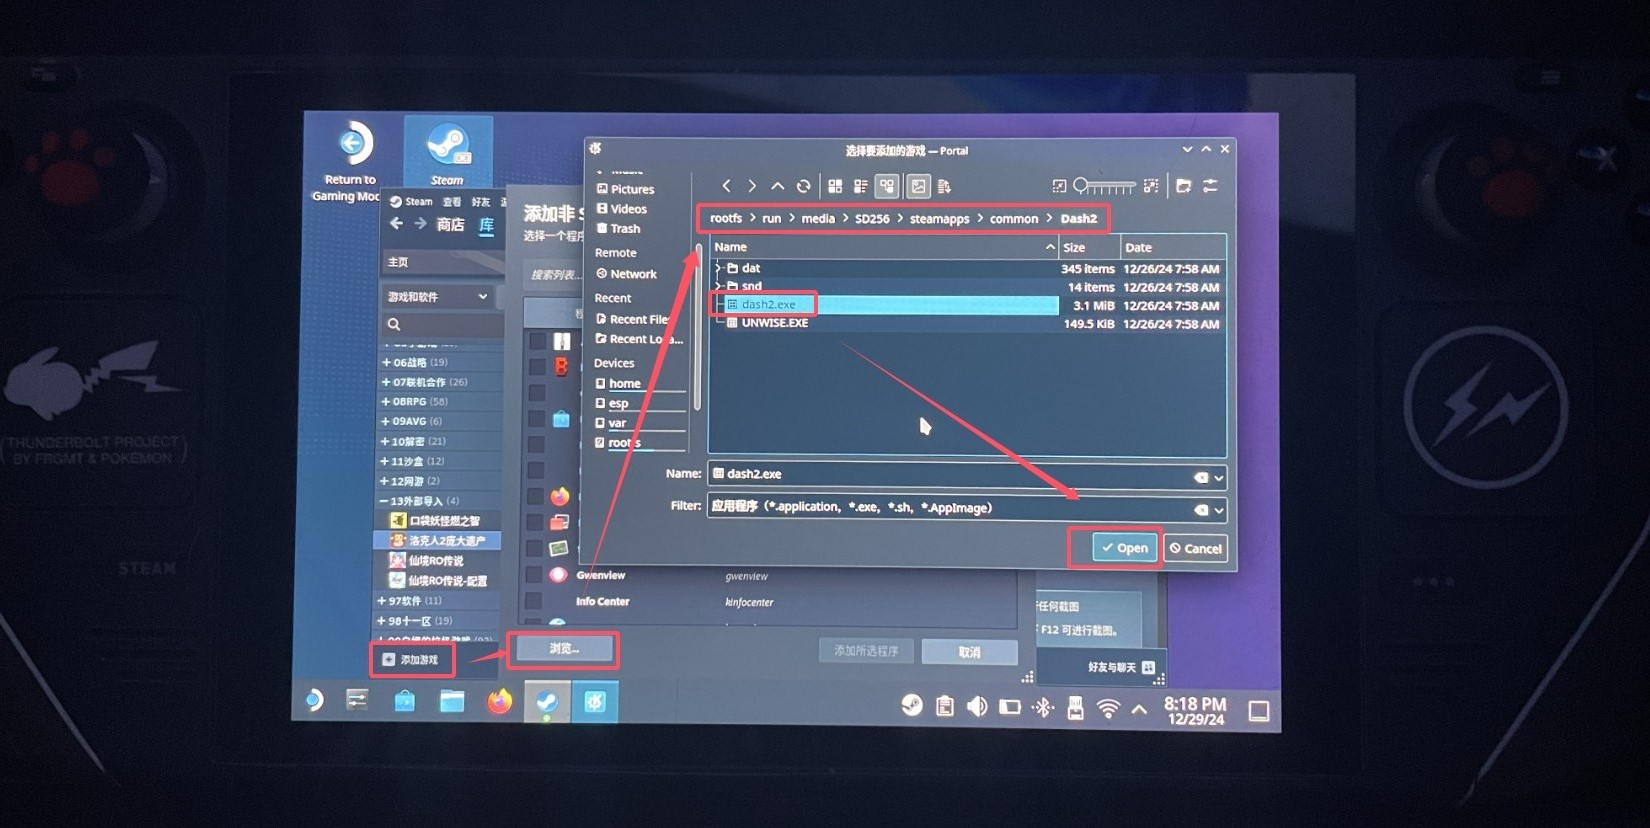 Return to
Gaming Mod
Steam
Steam 查看 好友
商店 库
主页
游戏和软件
+ 06战略 (19)
+ 07联机合作 (26)
+ 08RPG (58)
+ 09AVG (6)
+ 10解密 (21)
+ 11沙盒 (12)
+ 12网游 (2)
− 13外部导入 (4)
口袋妖怪燃之智
洛克人2庞大遗产
仙境RO传说
仙境RO传说-配置
+ 97软件 (11)
+ 98十一区 (19)
添加游戏
添加非 S
选择一个程序
搜索列表...
Gwenview gwenview
Info Center kinfocenter
浏览...
添加所选程序
取消
选择要添加的游戏 — Portal
Pictures
Videos
Trash
Remote
Network
Recent
Recent File
Recent Loca...
Devices
home
esp
var
rootfs
rootfs > run > media > SD256 > steamapps > common > Dash2
Name Size Date
dat 345 items 12/26/24 7:58 AM
snd 14 items 12/26/24 7:58 AM
dash2.exe 3.1 MiB 12/26/24 7:58 AM
UNWISE.EXE 149.5 KiB 12/26/24 7:58 AM
Name: dash2.exe
Filter: 应用程序 (*.application, *.exe, *.sh, *.AppImage)
Open
Cancel
任何截图
F12 可进行截图。
好友与聊天
8:18 PM
12/29/24
THUNDERBOLT PROJECT
BY FRGMT & POKÉMON
STEAM